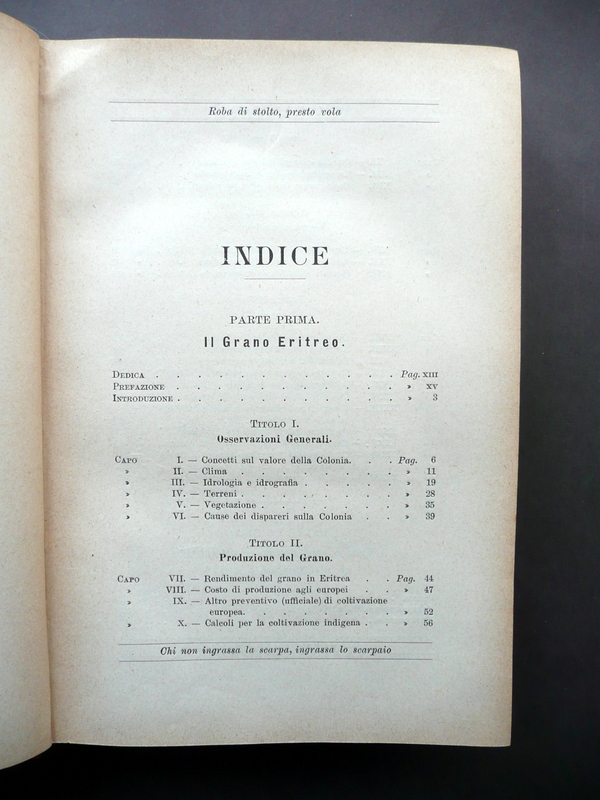 Roba di stolto, presto vola
INDICE
PARTE PRIMA.
Il Grano Eritreo.
DEDICA . . . . . . . . . . . . Pag. XIII
PREFAZIONE . . . . . . . . . . . » XV
INTRODUZIONE . . . . . . . . . . . » 3
TITOLO I.
Osservazioni Generali.
CAPO I. — Concetti sul valore della Colonia. . . Pag. 6
» II. — Clima . . . . . . . . » 11
» III. — Idrologia e idrografia . . . . . » 19
» IV. — Terreni . . . . . . . . » 28
» V. — Vegetazione . . . . . . . » 35
» VI. — Cause dei dispareri sulla Colonia . . » 39
TITOLO II.
Produzione del Grano.
CAPO VII. — Rendimento del grano in Eritrea . . Pag. 44
» VIII. — Costo di produzione agli europei . . » 47
» IX. — Altro preventivo (ufficiale) di coltivazione
europea. . . . . . . . » 52
» X. — Calcoli per la coltivazione indigena . . » 56
Chi non ingrassa la scarpa, ingrassa lo scarpaio